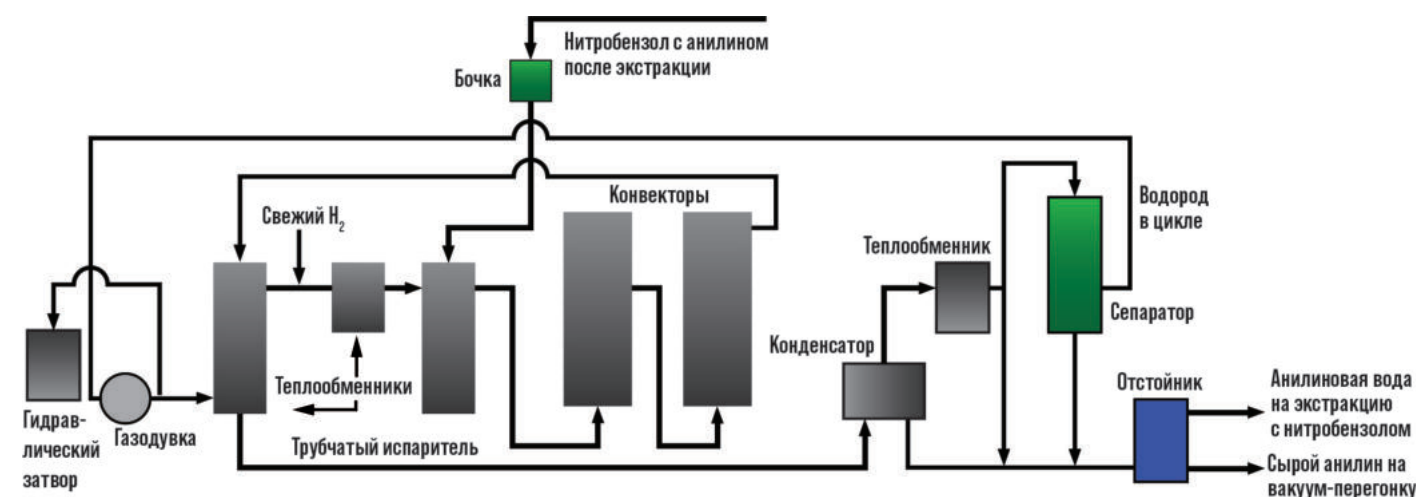 Нитробензол с анилином
после экстракции
Бочка
Свежий H₂
Конвекторы
Водород
в цикле
Теплообменник
Сепаратор
Конденсатор
Теплообменники
Отстойник
Анилиновая вода
на экстракцию
с нитробензолом
Гидрав-
лический
затвор
Газодувка
Трубчатый испаритель
Сырой анилин на
вакуум-перегонку